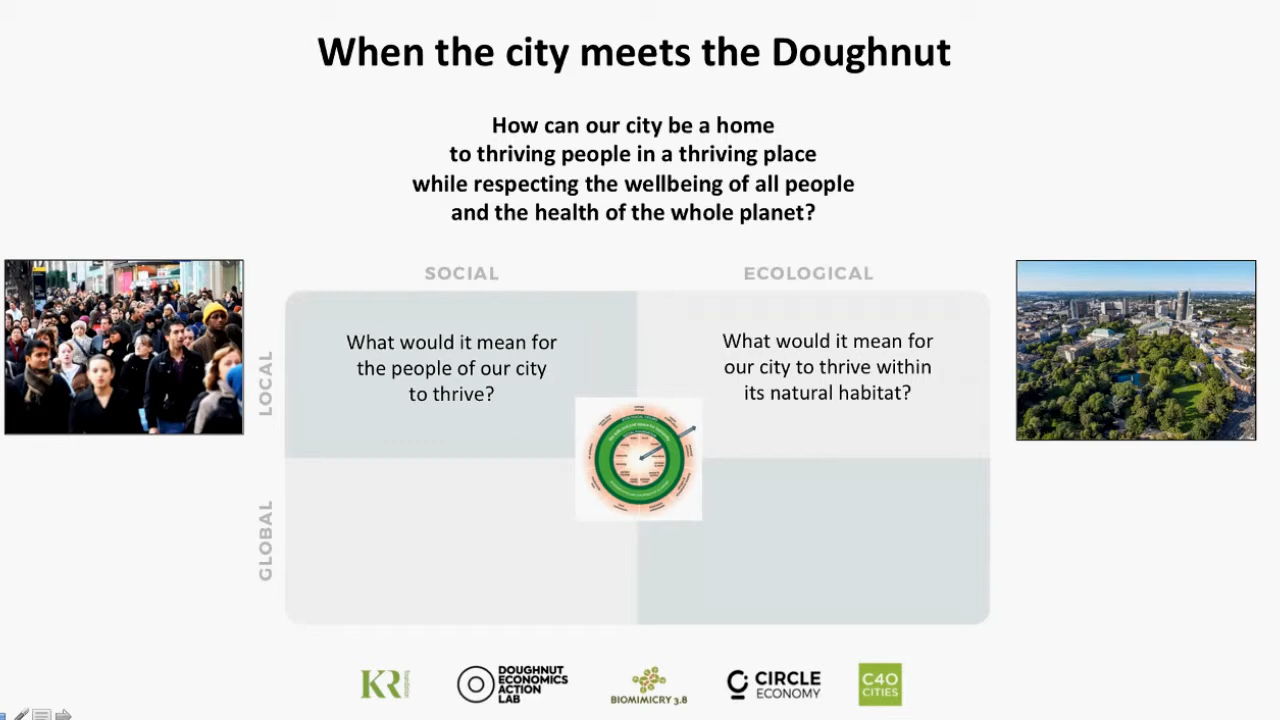 When the city meets the Doughnut
How can our city be a home
to thriving people in a thriving place
while respecting the wellbeing of all people
and the health of the whole planet?
SOCIAL
ECOLOGICAL
LOCAL
What would it mean for
the people of our city
to thrive?
What would it mean for
our city to thrive within
its natural habitat?
GLOBAL
KR
foundation
DOUGHNUT
ECONOMICS
ACTION
LAB
BIOMIMICRY 3.8
CIRCLE
ECONOMY
C40
CITIES